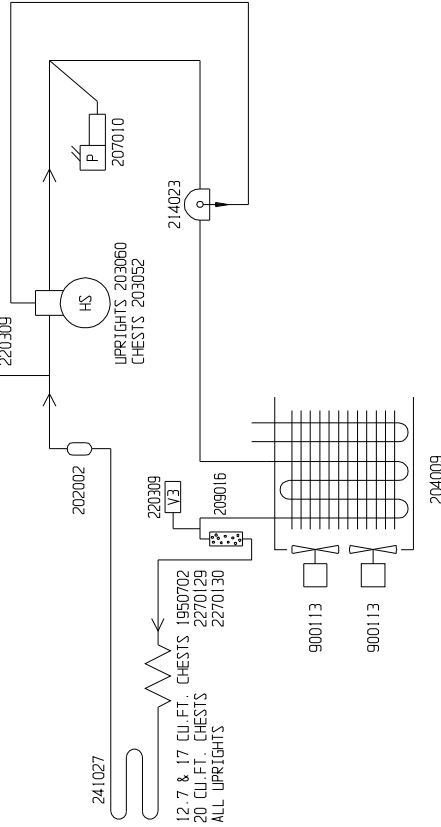 220309
202002
HS
P
241027
207010
UPRIGHTS 203060
CHESTS 203052
220309
V3
214023
12.7 & 17 CU.FT. CHESTS 1950702
20 CU.FT. CHESTS 2270129
ALL UPRIGHTS 2270130
209016
900113
900113
204009